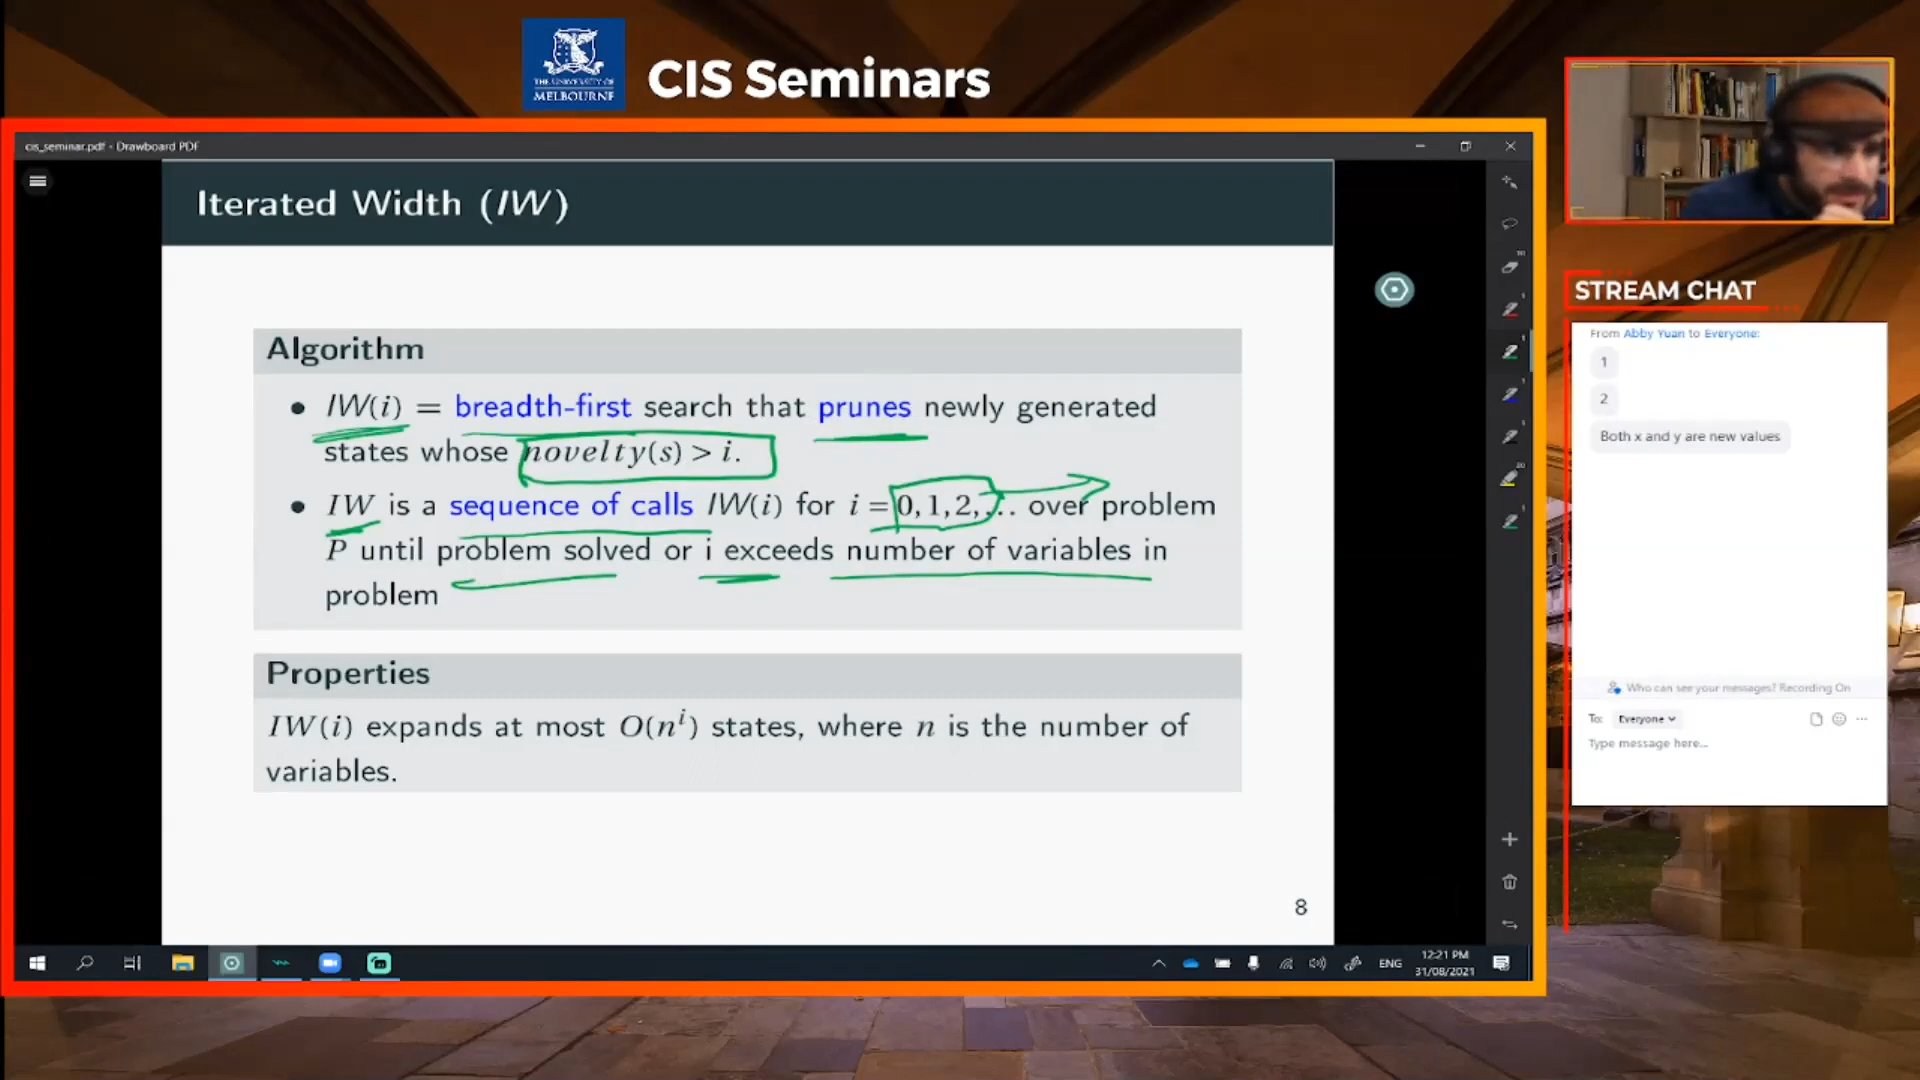 THE UNIVERSITY OF
MELBOURNE
CIS Seminars
cis_seminar.pdf - Drawboard PDF
Iterated Width (IW)
Algorithm
• IW(i) = breadth-first search that prunes newly generated
states whose novelty(s) > i.
• IW is a sequence of calls IW(i) for i = 0, 1, 2, ... over problem
P until problem solved or i exceeds number of variables in
problem
Properties
IW(i) expands at most O(nⁱ) states, where n is the number of
variables.
8
ENG
12:21 PM
31/08/2021
STREAM CHAT
From Abby Yuan to Everyone:
1
2
Both x and y are new values
Who can see your messages? Recording On
To: Everyone
Type message here...